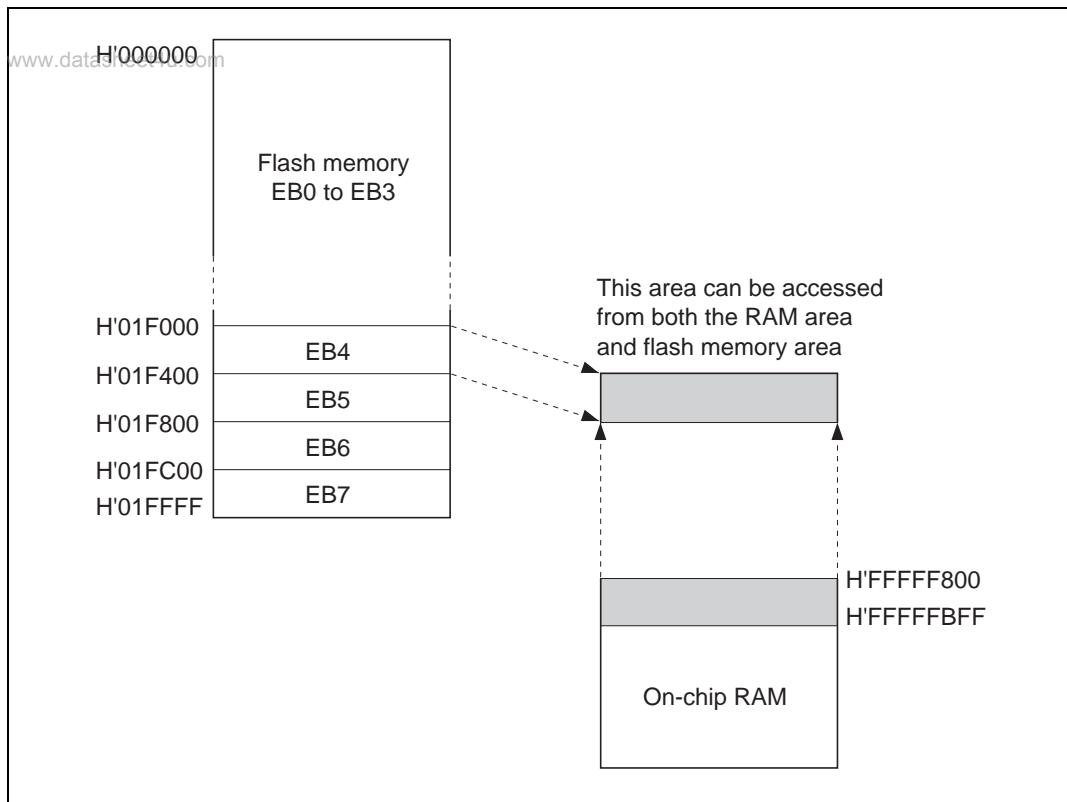 H'000000
www.datasheet4u.com
Flash memory
EB0 to EB3
This area can be accessed
from both the RAM area
and flash memory area
H'01F000
EB4
H'01F400
EB5
H'01F800
EB6
H'01FC00
EB7
H'01FFFF
H'FFFFF800
H'FFFFFBFF
On-chip RAM